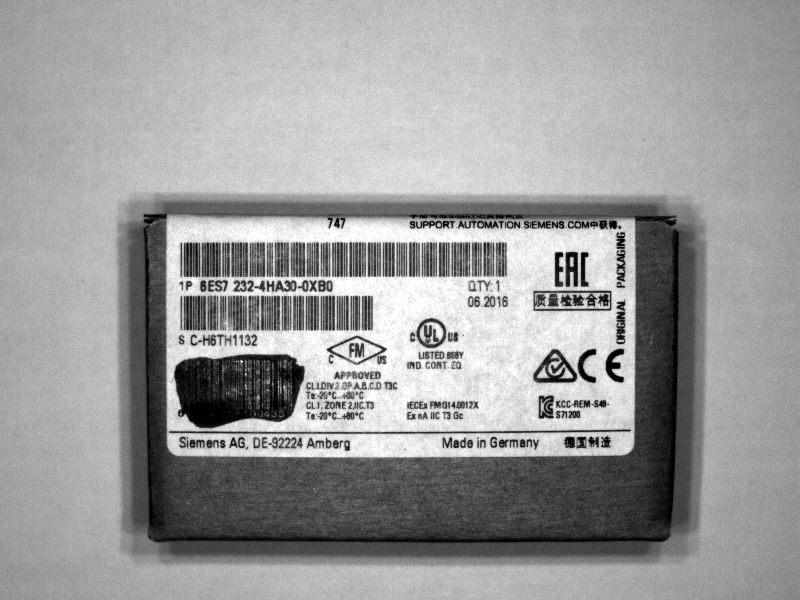 747
SUPPORT.AUTOMATION.SIEMENS.COM中获得。
1P 6ES7 232-4HA30-0XB0
QTY: 1
06.2016
S C-H6TH1132
EAC
质量检验合格
ORIGINAL PACKAGING
C FM US
APPROVED
CL.I,DIV.2,GP.A,B,C,D T3C
Ta:-20°C...+60°C
CL.I, ZONE 2,IIC,T3
Ta:-20°C...+60°C
C UL US
LISTED 868Y
IND. CONT. EQ
IECEx FMG14.0012X
Ex nA IIC T3 Gc
CE
KCC-REM-S49-
S71200
Siemens AG, DE-92224 Amberg
Made in Germany
德国制造